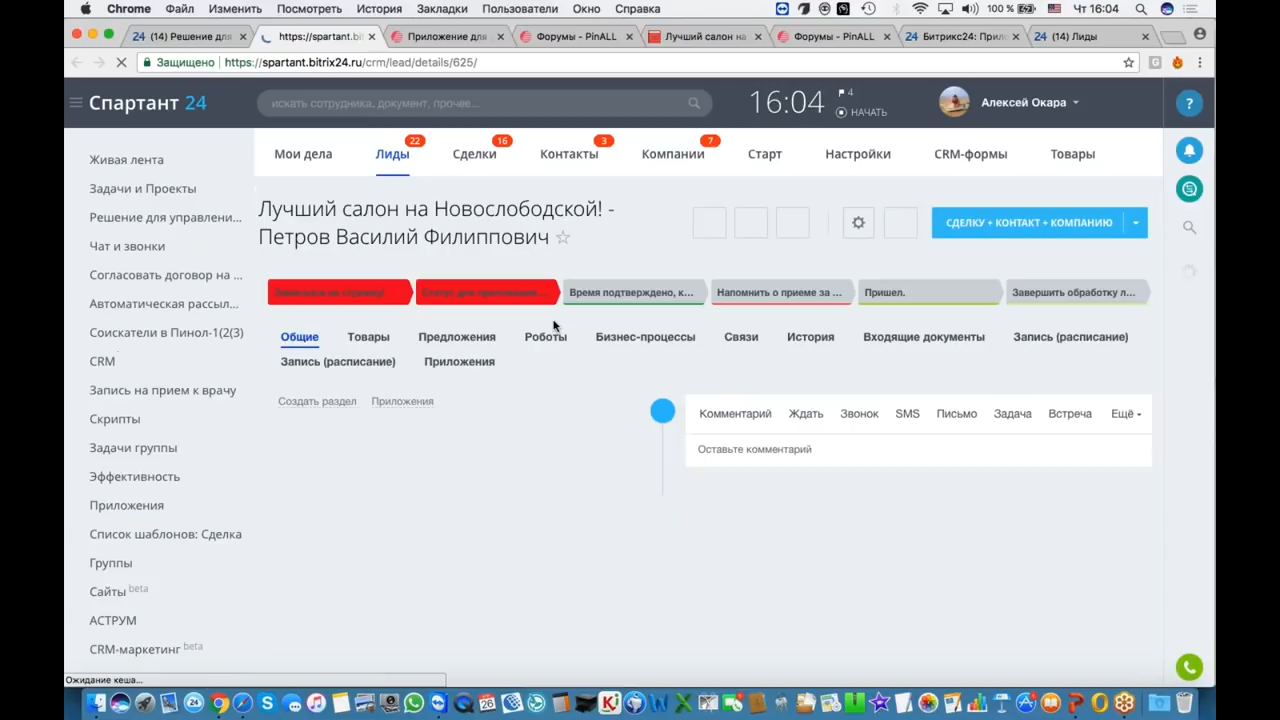 Chrome Файл Изменить Посмотреть История Закладки Пользователи Окно Справка 100 % Чт 16:04
24 (14) Решение для https://spartant.bi Приложение для Форумы - PinALL Лучший салон на Форумы - PinALL Битрикс24: Прил 24 (14) Лиды
Защищено https://spartant.bitrix24.ru/crm/lead/details/625/
Спартант 24 искать сотрудника, документ, прочее... 16:04 4 НАЧАТЬ Алексей Окара ?
Мои дела Лиды 22 Сделки 16 Контакты 3 Компании 7 Старт Настройки CRM-формы Товары
Живая лента
Задачи и Проекты
Решение для управлени...
Чат и звонки
Согласовать договор на ...
Автоматическая рассыл...
Соискатели в Пинол-1(2(3)
CRM
Запись на прием к врачу
Скрипты
Задачи группы
Эффективность
Приложения
Список шаблонов: Сделка
Группы
Сайты beta
АСТРУМ
CRM-маркетинг beta
Лучший салон на Новослободской! -
Петров Василий Филиппович
СДЕЛКУ + КОНТАКТ + КОМПАНИЮ
Время подтверждено, к... Напомнить о приеме за ... Пришел. Завершить обработку л...
Общие Товары Предложения Роботы Бизнес-процессы Связи История Входящие документы Запись (расписание)
Запись (расписание) Приложения
Создать раздел Приложения
Комментарий Ждать Звонок SMS Письмо Задача Встреча Ещё
Оставьте комментарий
Ожидание кеша...